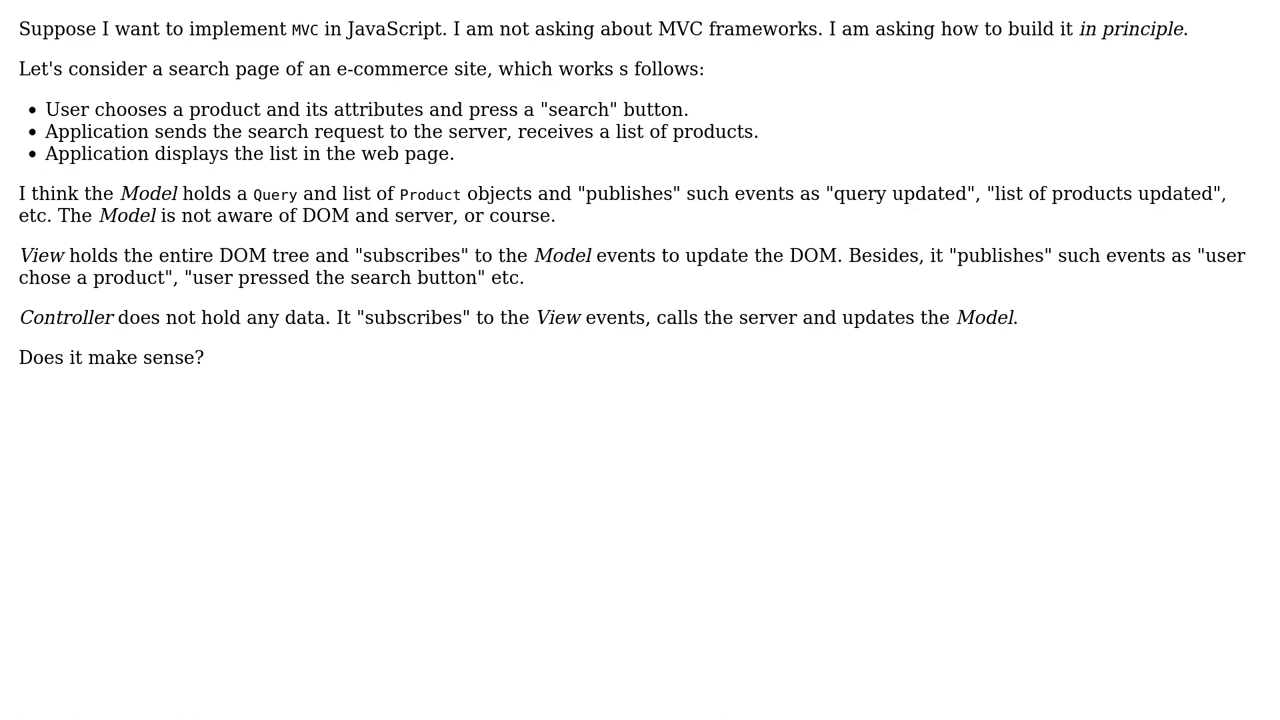 Suppose I want to implement MVC in JavaScript. I am not asking about MVC frameworks. I am asking how to build it in principle.
Let's consider a search page of an e-commerce site, which works s follows:
• User chooses a product and its attributes and press a "search" button.
• Application sends the search request to the server, receives a list of products.
• Application displays the list in the web page.
I think the Model holds a Query and list of Product objects and "publishes" such events as "query updated", "list of products updated",
etc. The Model is not aware of DOM and server, or course.
View holds the entire DOM tree and "subscribes" to the Model events to update the DOM. Besides, it "publishes" such events as "user
chose a product", "user pressed the search button" etc.
Controller does not hold any data. It "subscribes" to the View events, calls the server and updates the Model.
Does it make sense?